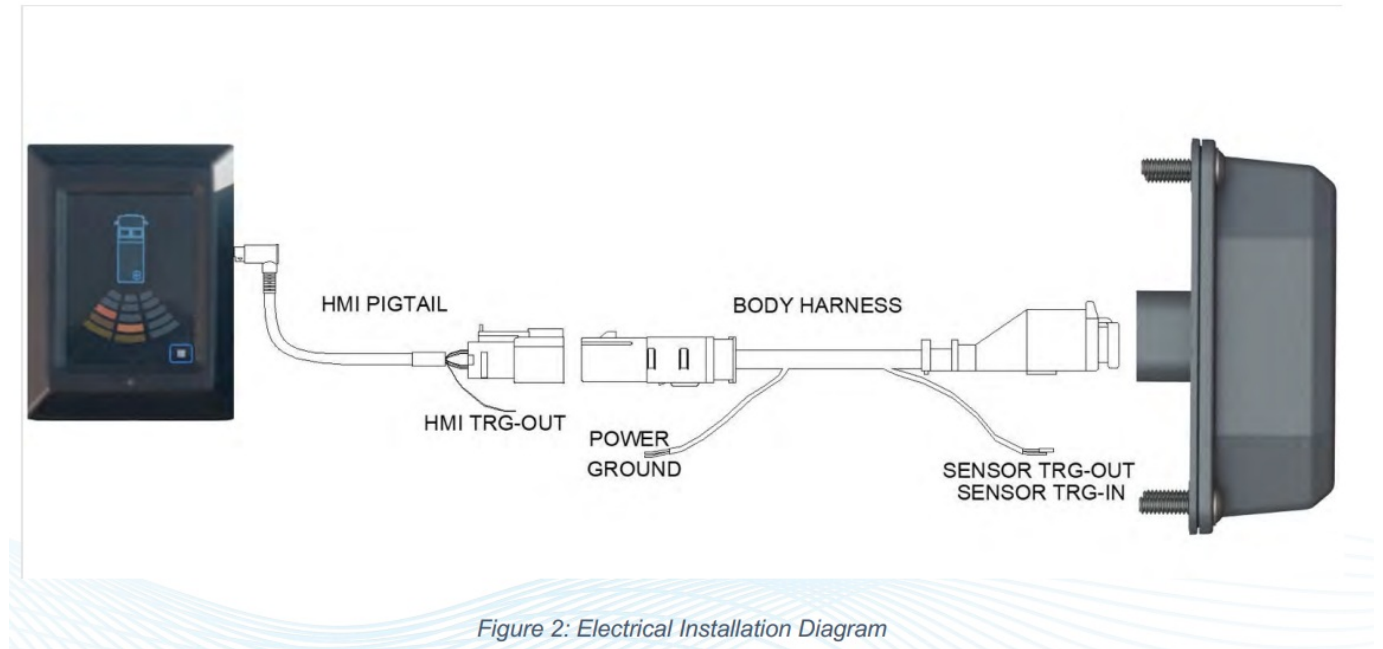 HMI PIGTAIL
BODY HARNESS
HMI TRG-OUT
POWER
GROUND
SENSOR TRG-OUT
SENSOR TRG-IN
Figure 2: Electrical Installation Diagram